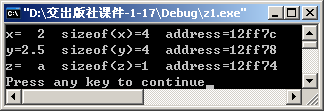 "D:\交出版社课件-1-17\Debug\z1.exe"
x=  2  sizeof(x)=4  address=12ff7c
y=2.5  sizeof(y)=4  address=12ff78
z=  a  sizeof(z)=1  address=12ff74
Press any key to continue_